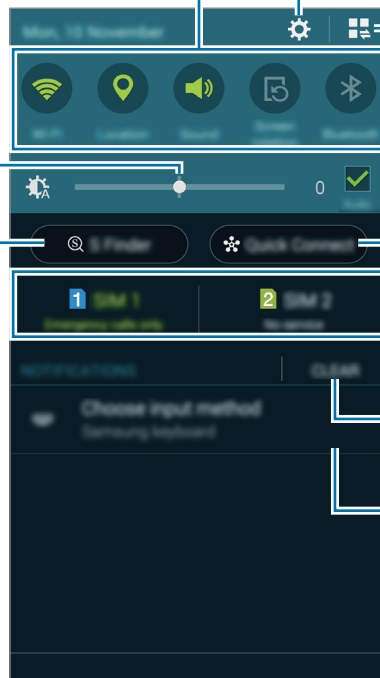 Mon, 10 November
Wi-Fi Location Sound Screen rotation Bluetooth
A 0
Auto
S Finder Quick Connect
1 SIM 1 2 SIM 2
Emergency calls only No service
NOTIFICATIONS CLEAR
Choose input method
Samsung keyboard